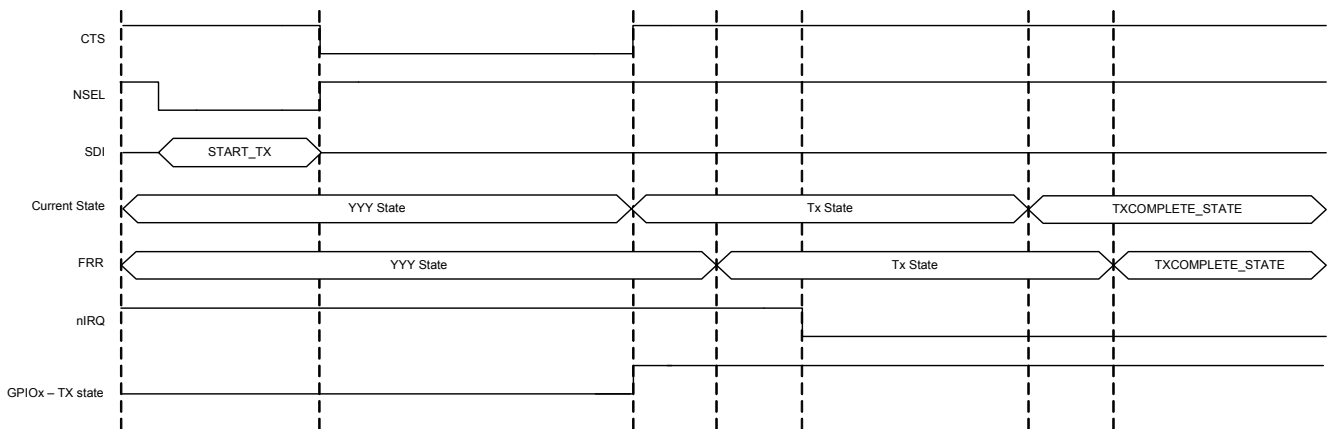 CTS
NSEL
SDI START_TX
Current State YYY State Tx State TXCOMPLETE_STATE
FRR YYY State Tx State TXCOMPLETE_STATE
nIRQ
GPIOx – TX state